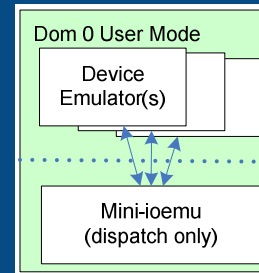 Dom 0 User Mode
Device
Emulator(s)
Mini-ioemu
(dispatch only)